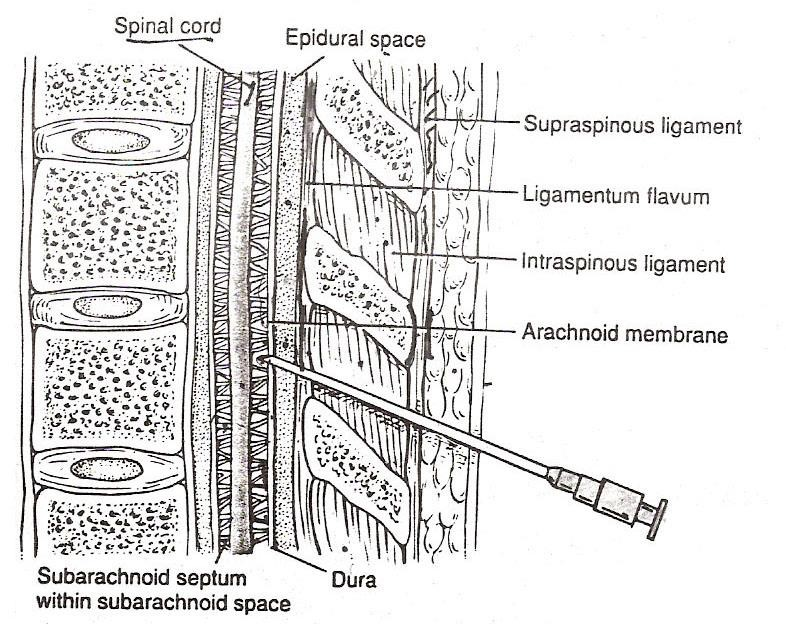 Spinal cord
Epidural space
Supraspinous ligament
Ligamentum flavum
Intraspinous ligament
Arachnoid membrane
Subarachnoid septum
within subarachnoid space
Dura